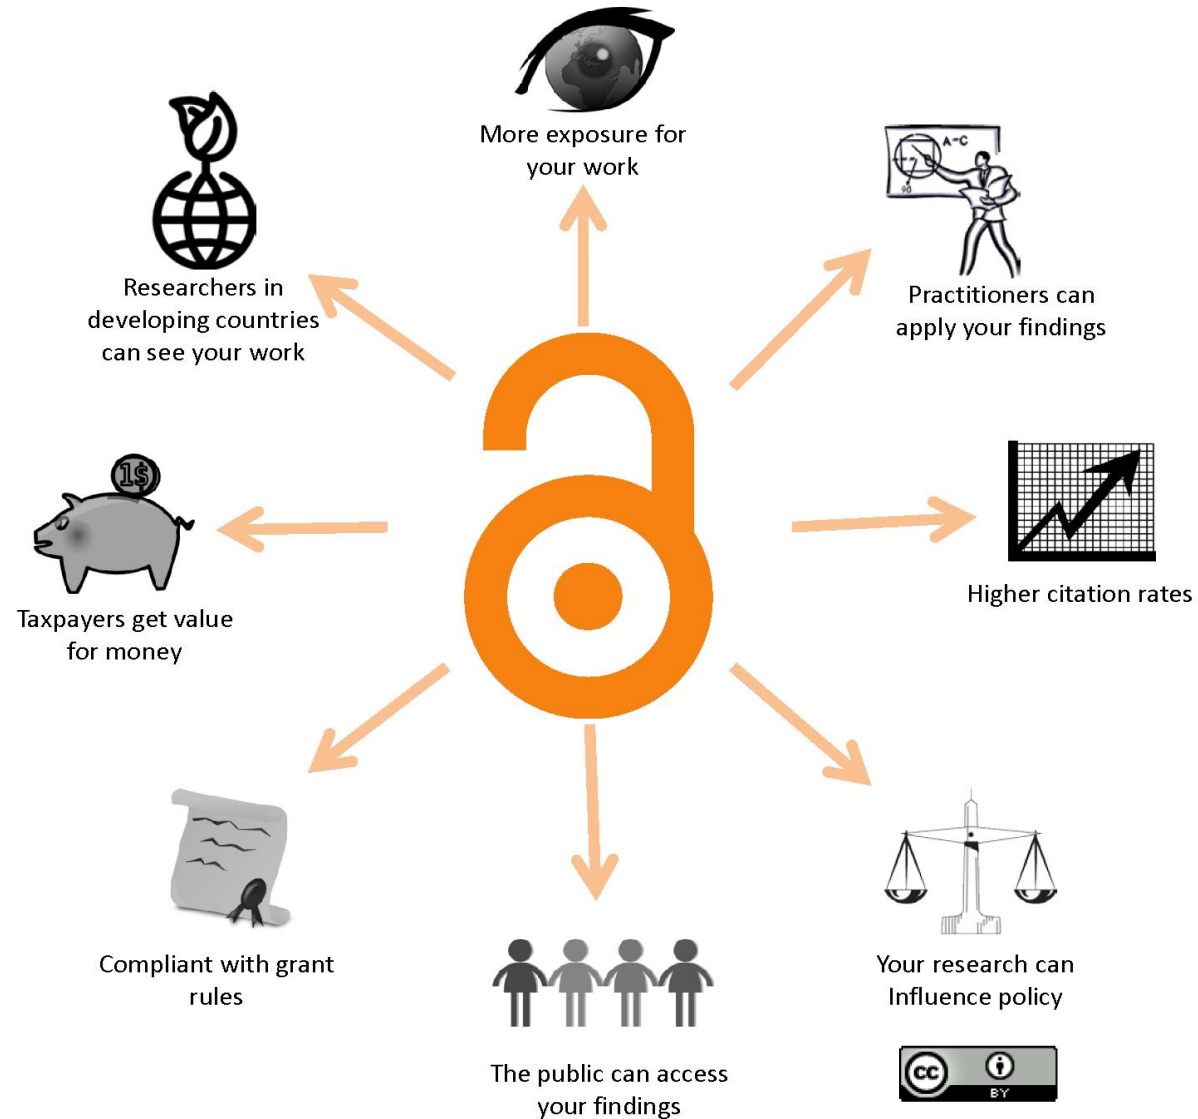 More exposure for
your work
A-C
90
Practitioners can
apply your findings
Researchers in
developing countries
can see your work
1$
Higher citation rates
Taxpayers get value
for money
Compliant with grant
rules
Your research can
Influence policy
The public can access
your findings
cc
BY